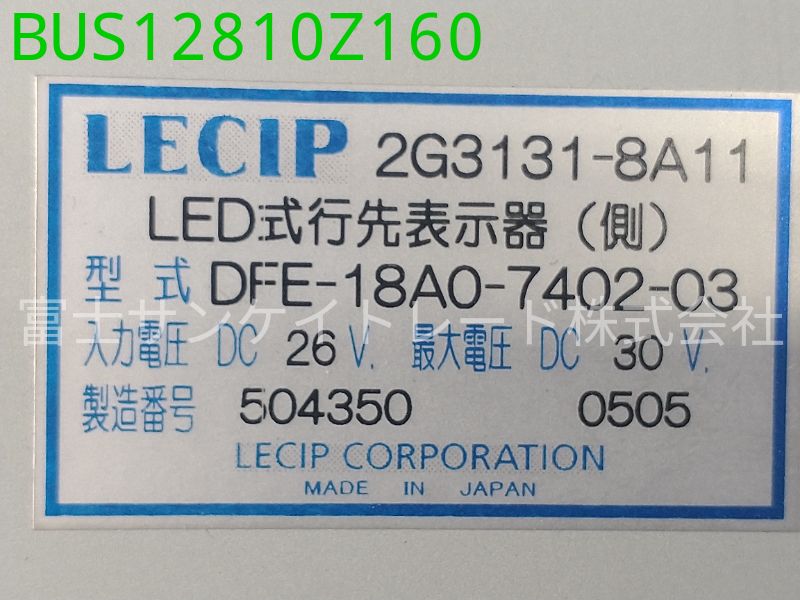 BUS12810Z160
LECIP 2G3131-8A11
LED式行先表示器(側)
型式 DFE-18A0-7402-03
富士サンケイトレード株式会社
入力電圧 DC 26 V. 最大電圧 DC 30 V.
製造番号 504350 0505
LECIP CORPORATION
MADE IN JAPAN